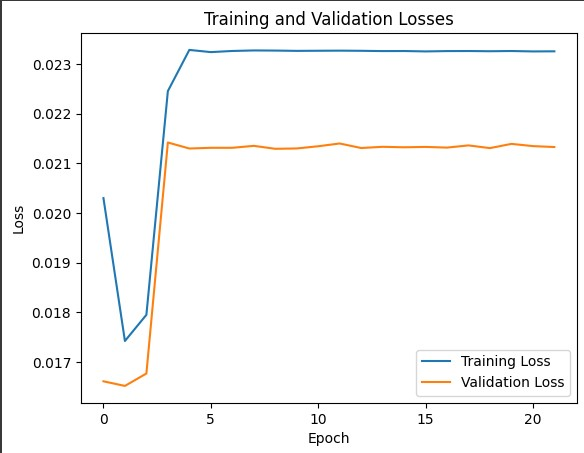 Training and Validation Losses
0.023
0.022
0.021
0.020
0.019
0.018
0.017
Loss
0
5
10
15
20
Epoch
Training Loss
Validation Loss